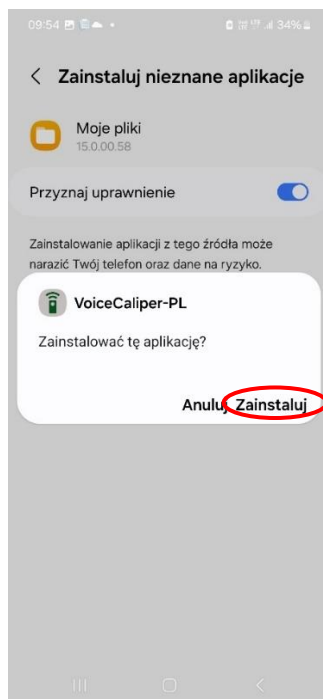 09:54
34%
Zainstaluj nieznane aplikacje
Moje pliki
15.0.00.58
Przyznaj uprawnienie
Zainstalowanie aplikacji z tego źródła może
narazić Twój telefon oraz dane na ryzyko.
VoiceCaliper-PL
Zainstalować tę aplikację?
Anuluj Zainstaluj